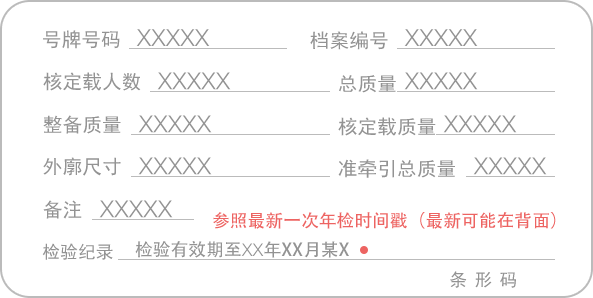 号牌号码 XXXXX 档案编号 XXXXX
核定载人数 XXXXX 总质量 XXXXX
整备质量 XXXXX 核定载质量 XXXXX
外廓尺寸 XXXXX 准牵引总质量 XXXXX
备注 XXXXX
参照最新一次年检时间戳（最新可能在背面）
检验纪录 检验有效期至XX年XX月某X
条 形 码